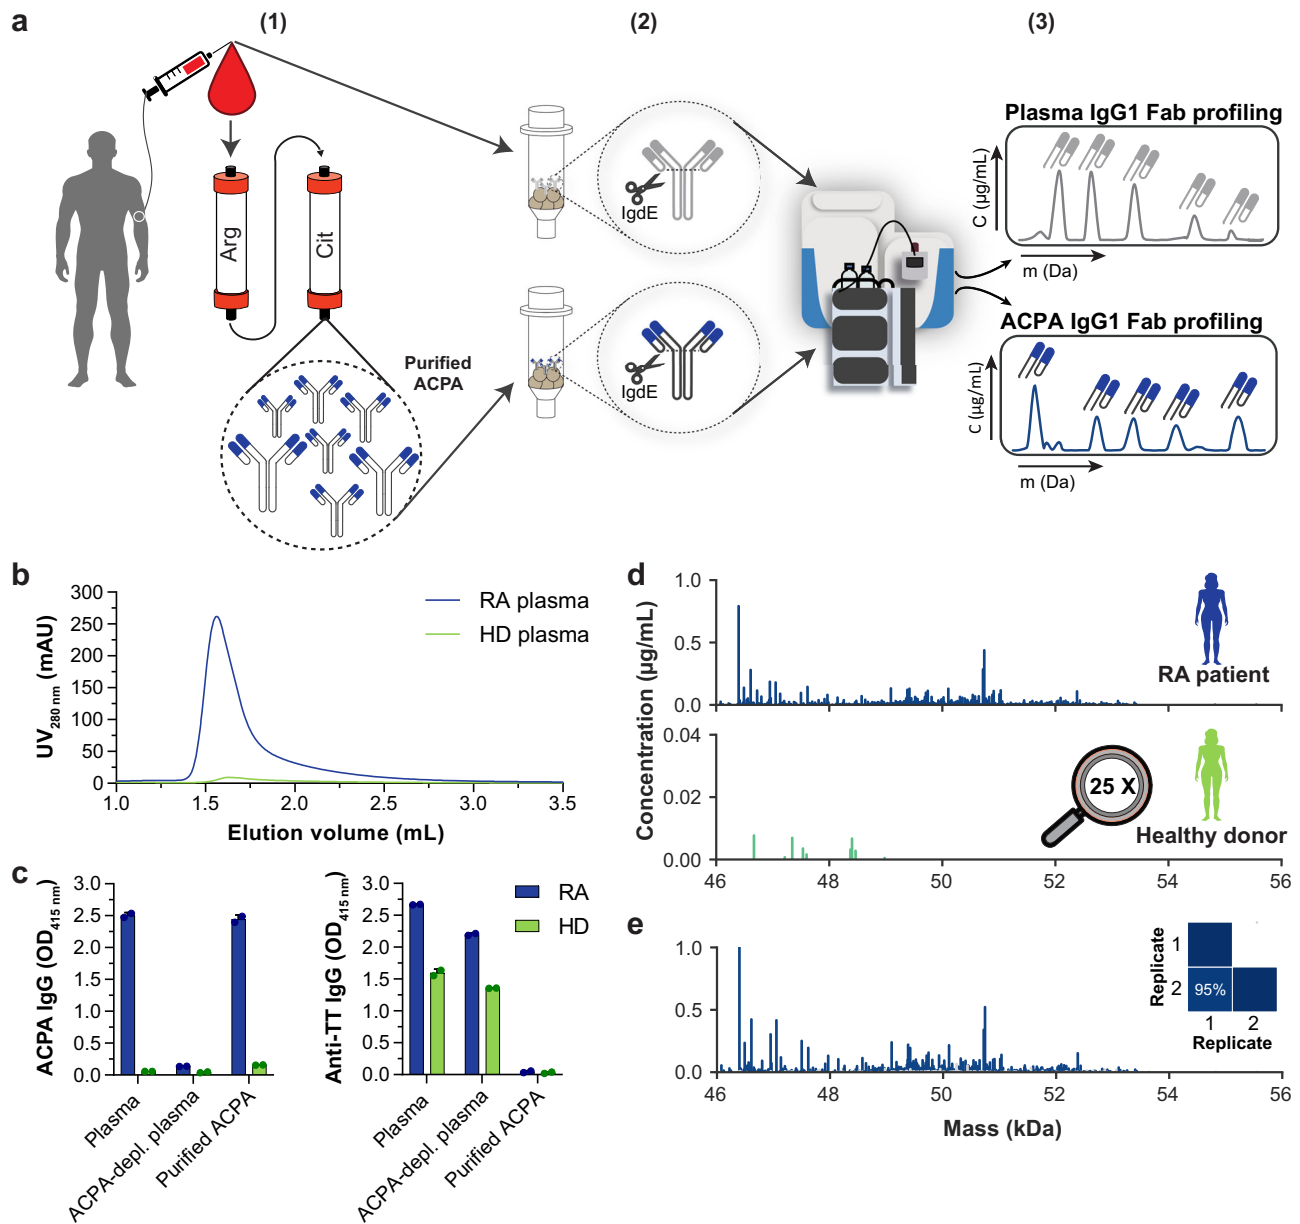 a
(1)
(2)
(3)
Arg
Cit
Purified
ACPA
IgdE
IgdE
Plasma IgG1 Fab profiling
C (µg/mL)
m (Da)
ACPA IgG1 Fab profiling
C (µg/mL)
m (Da)
b
UV280 nm (mAU)
300
250
200
150
100
50
0
1.0 1.5 2.0 2.5 3.0 3.5
Elution volume (mL)
RA plasma
HD plasma
c
ACPA IgG (OD415 nm)
3.0
2.5
2.0
1.5
1.0
0.5
0.0
Plasma
ACPA-depl. plasma
Purified ACPA
Anti-TT IgG (OD415 nm)
3.0
2.5
2.0
1.5
1.0
0.5
0.0
Plasma
ACPA-depl. plasma
Purified ACPA
RA
HD
d
Concentration (µg/mL)
1.0
0.5
0.0
RA patient
0.04
0.02
0.00
25 X
Healthy donor
46 48 50 52 54 56
e
1.0
0.5
0.0
46 48 50 52 54 56
Mass (kDa)
Replicate
1
2
95%
1 2
Replicate